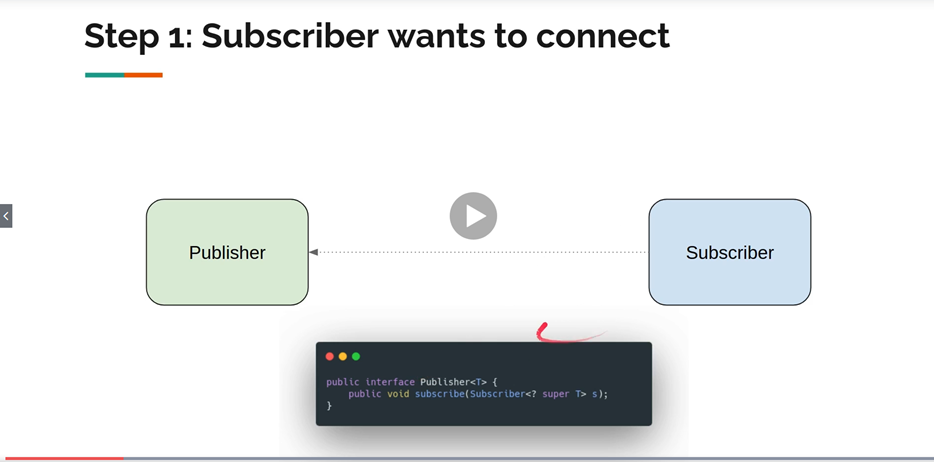 Step 1: Subscriber wants to connect
Publisher
Subscriber
public interface Publisher<T> {
    public void subscribe(Subscriber<? super T> s);
}